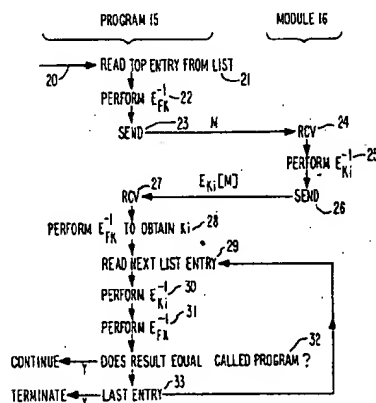 PROGRAM 15 MODULE 16
20 READ TOP ENTRY FROM LIST 21
PERFORM E_FK^-1 22
SEND 23 M RCV 24
PERFORM E_Ki^-1 25
RCV 27 E_Ki[M] SEND 26
PERFORM E_FK^-1 TO OBTAIN Ki 28
READ NEXT LIST ENTRY 29
PERFORM E_Ki^-1 30
PERFORM E_FK^-1 31
CONTINUE Y DOES RESULT EQUAL CALLED PROGRAM ? 32
TERMINATE Y LAST ENTRY 33